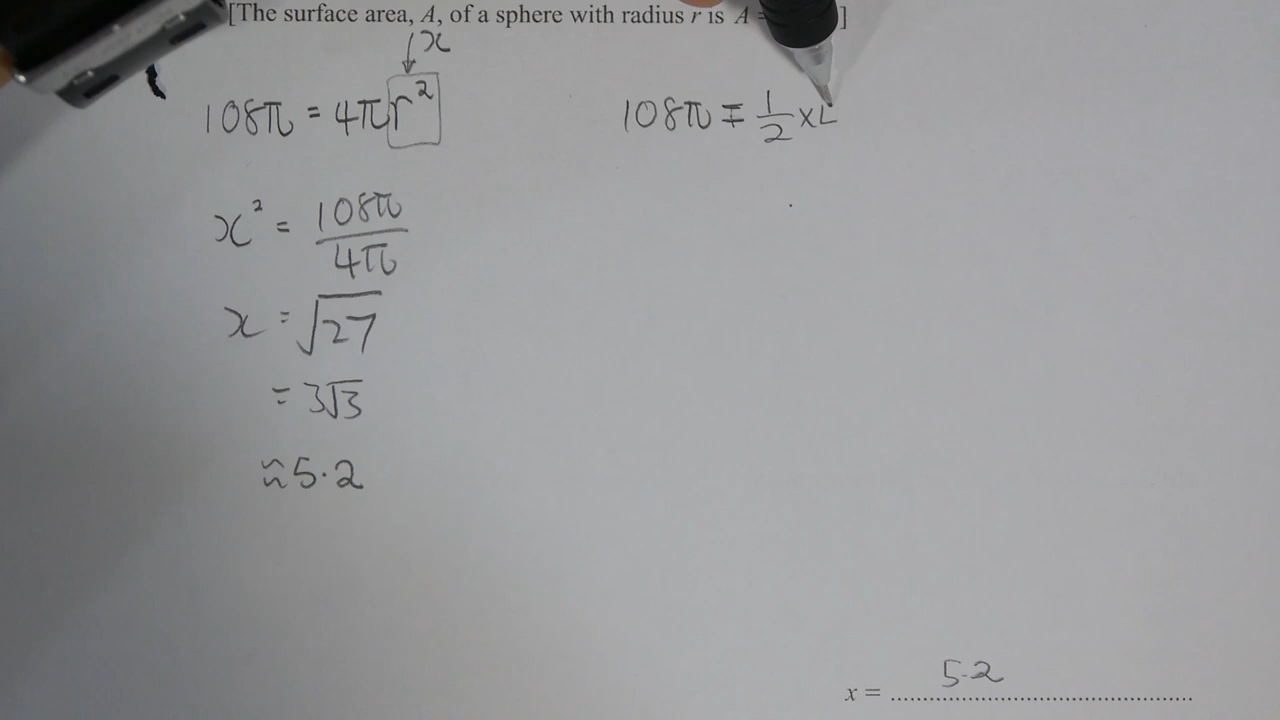 [The surface area, A, of a sphere with radius r is A = ]
↓x
108π = 4πr²
108π = 1/2 ×
x² = 108π/4π
x = √27
= 3√3
≈ 5.2
x = 5.2